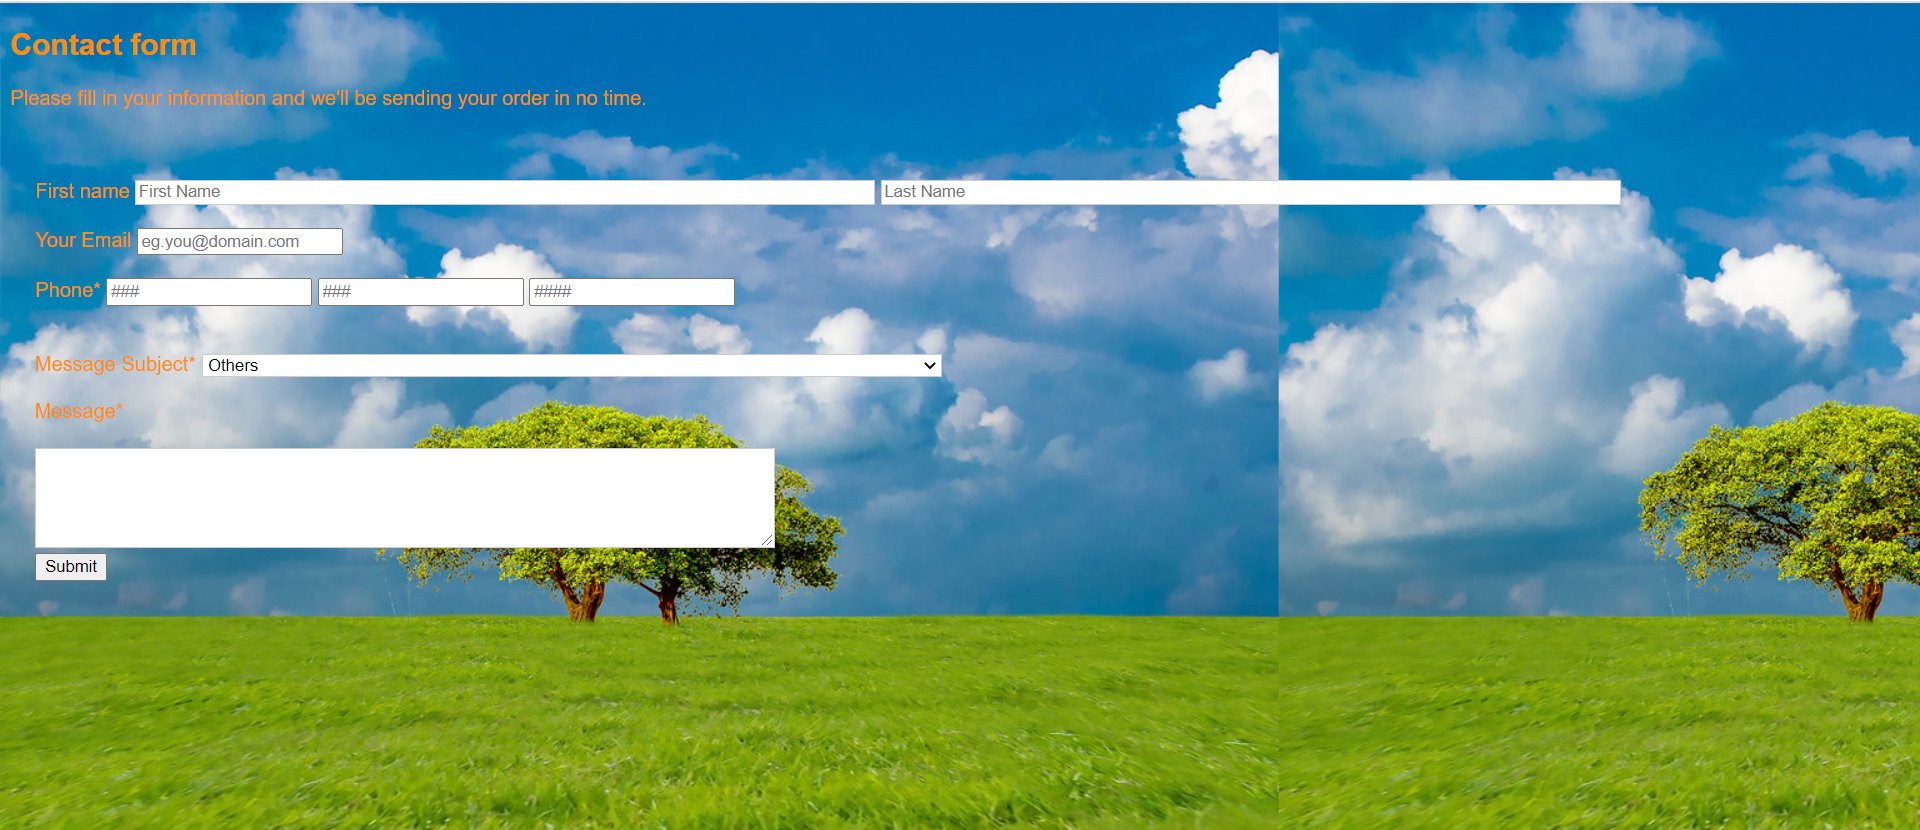 Contact form
Please fill in your information and we'll be sending your order in no time.
First name First Name Last Name
Your Email eg.you@domain.com
Phone* ### ### ####
Message Subject* Others
Message*
Submit